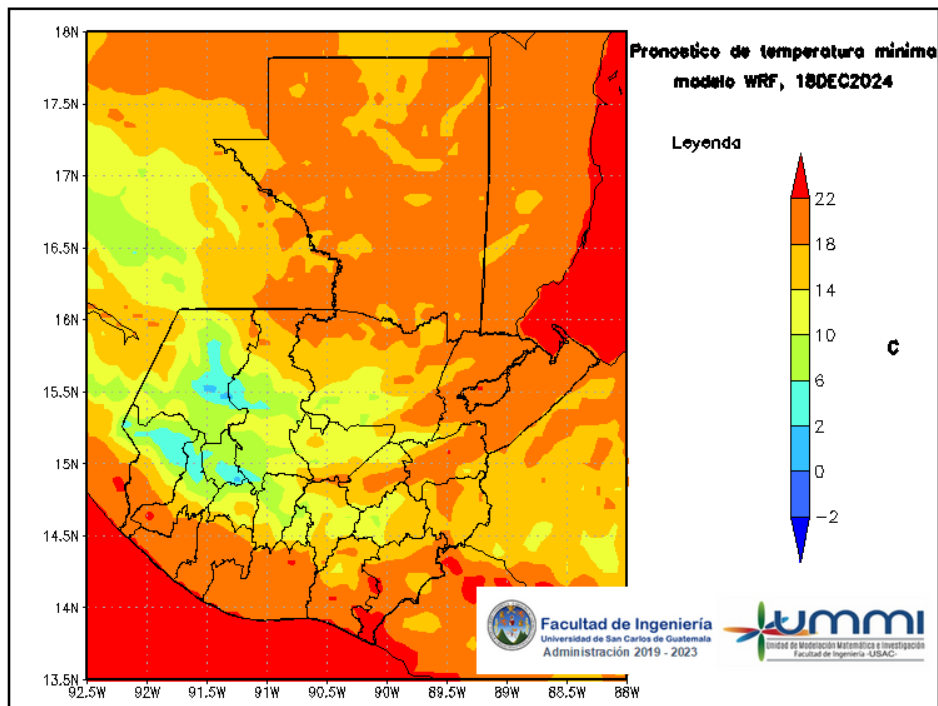 Pronostico de temperatura minima
modelo WRF, 18DEC2024
Leyenda
22
18
14
10
6
2
0
−2
C
18N
17.5N
17N
16.5N
16N
15.5N
15N
14.5N
14N
13.5N
92.5W 92W 91.5W 91W 90.5W 90W 89.5W 89W 88.5W 88W
Facultad de Ingeniería
Universidad de San Carlos de Guatemala
Administración 2019 - 2023
UMMI
Unidad de Modelación Matemática e Investigación
Facultad de Ingeniería -USAC-